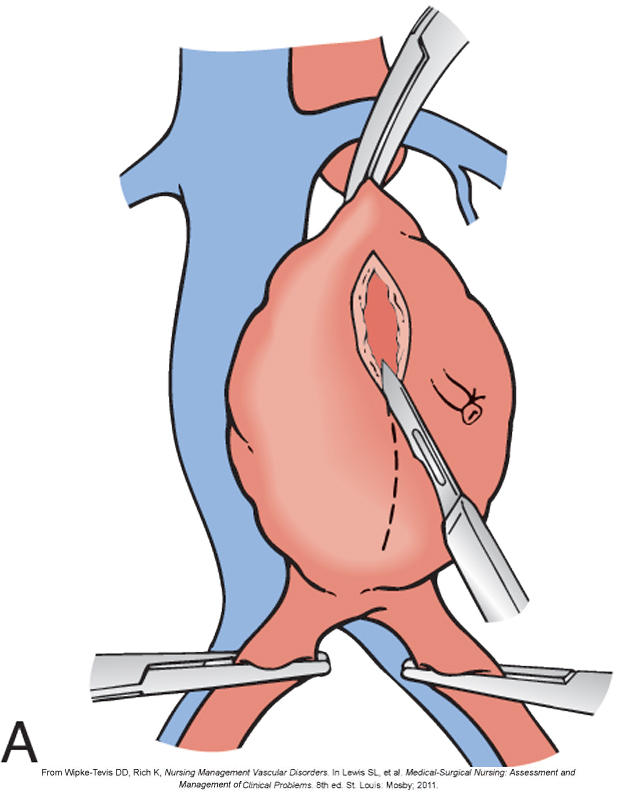 A
From Wipke-Tevis DD, Rich K, Nursing Management Vascular Disorders. In Lewis SL, et al. Medical-Surgical Nursing: Assessment and
Management of Clinical Problems. 8th ed. St. Louis: Mosby; 2011.